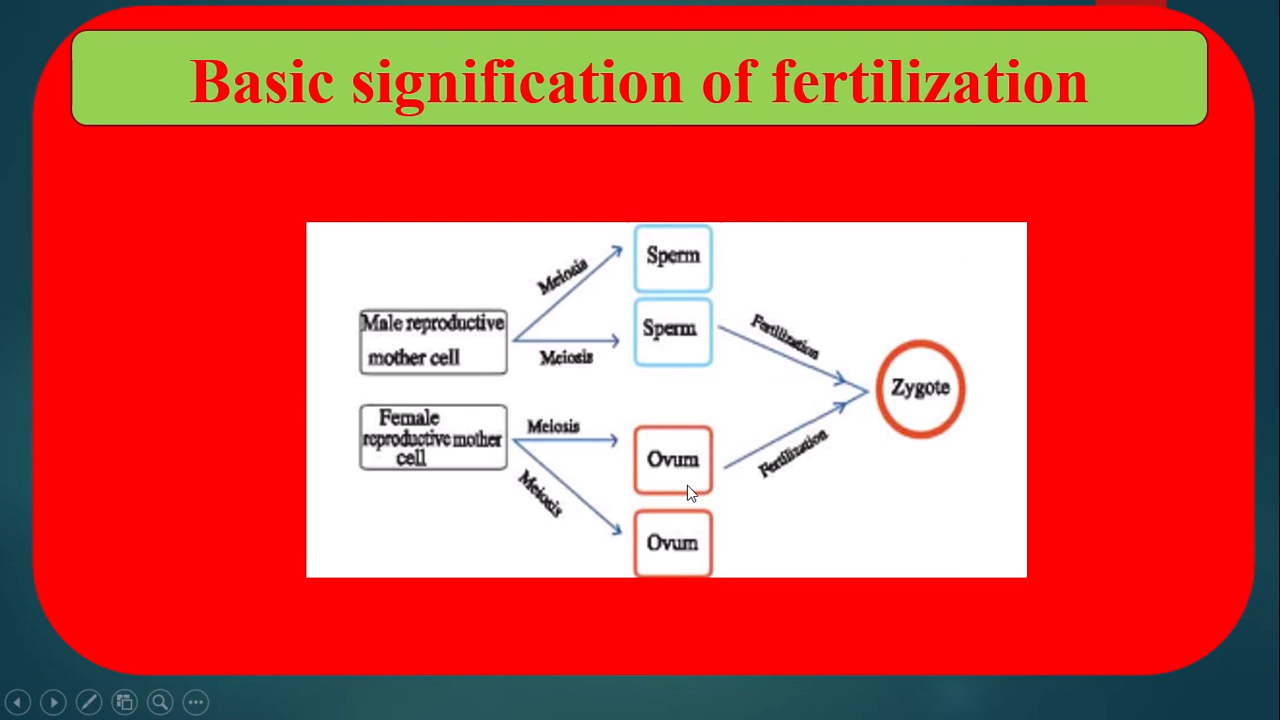 Basic signification of fertilization
Sperm
Meiosis
Male reproductive
mother cell
Meiosis
Sperm
Fertilization
Zygote
Female
reproductive mother
cell
Meiosis
Meiosis
Ovum
Fertilization
Ovum